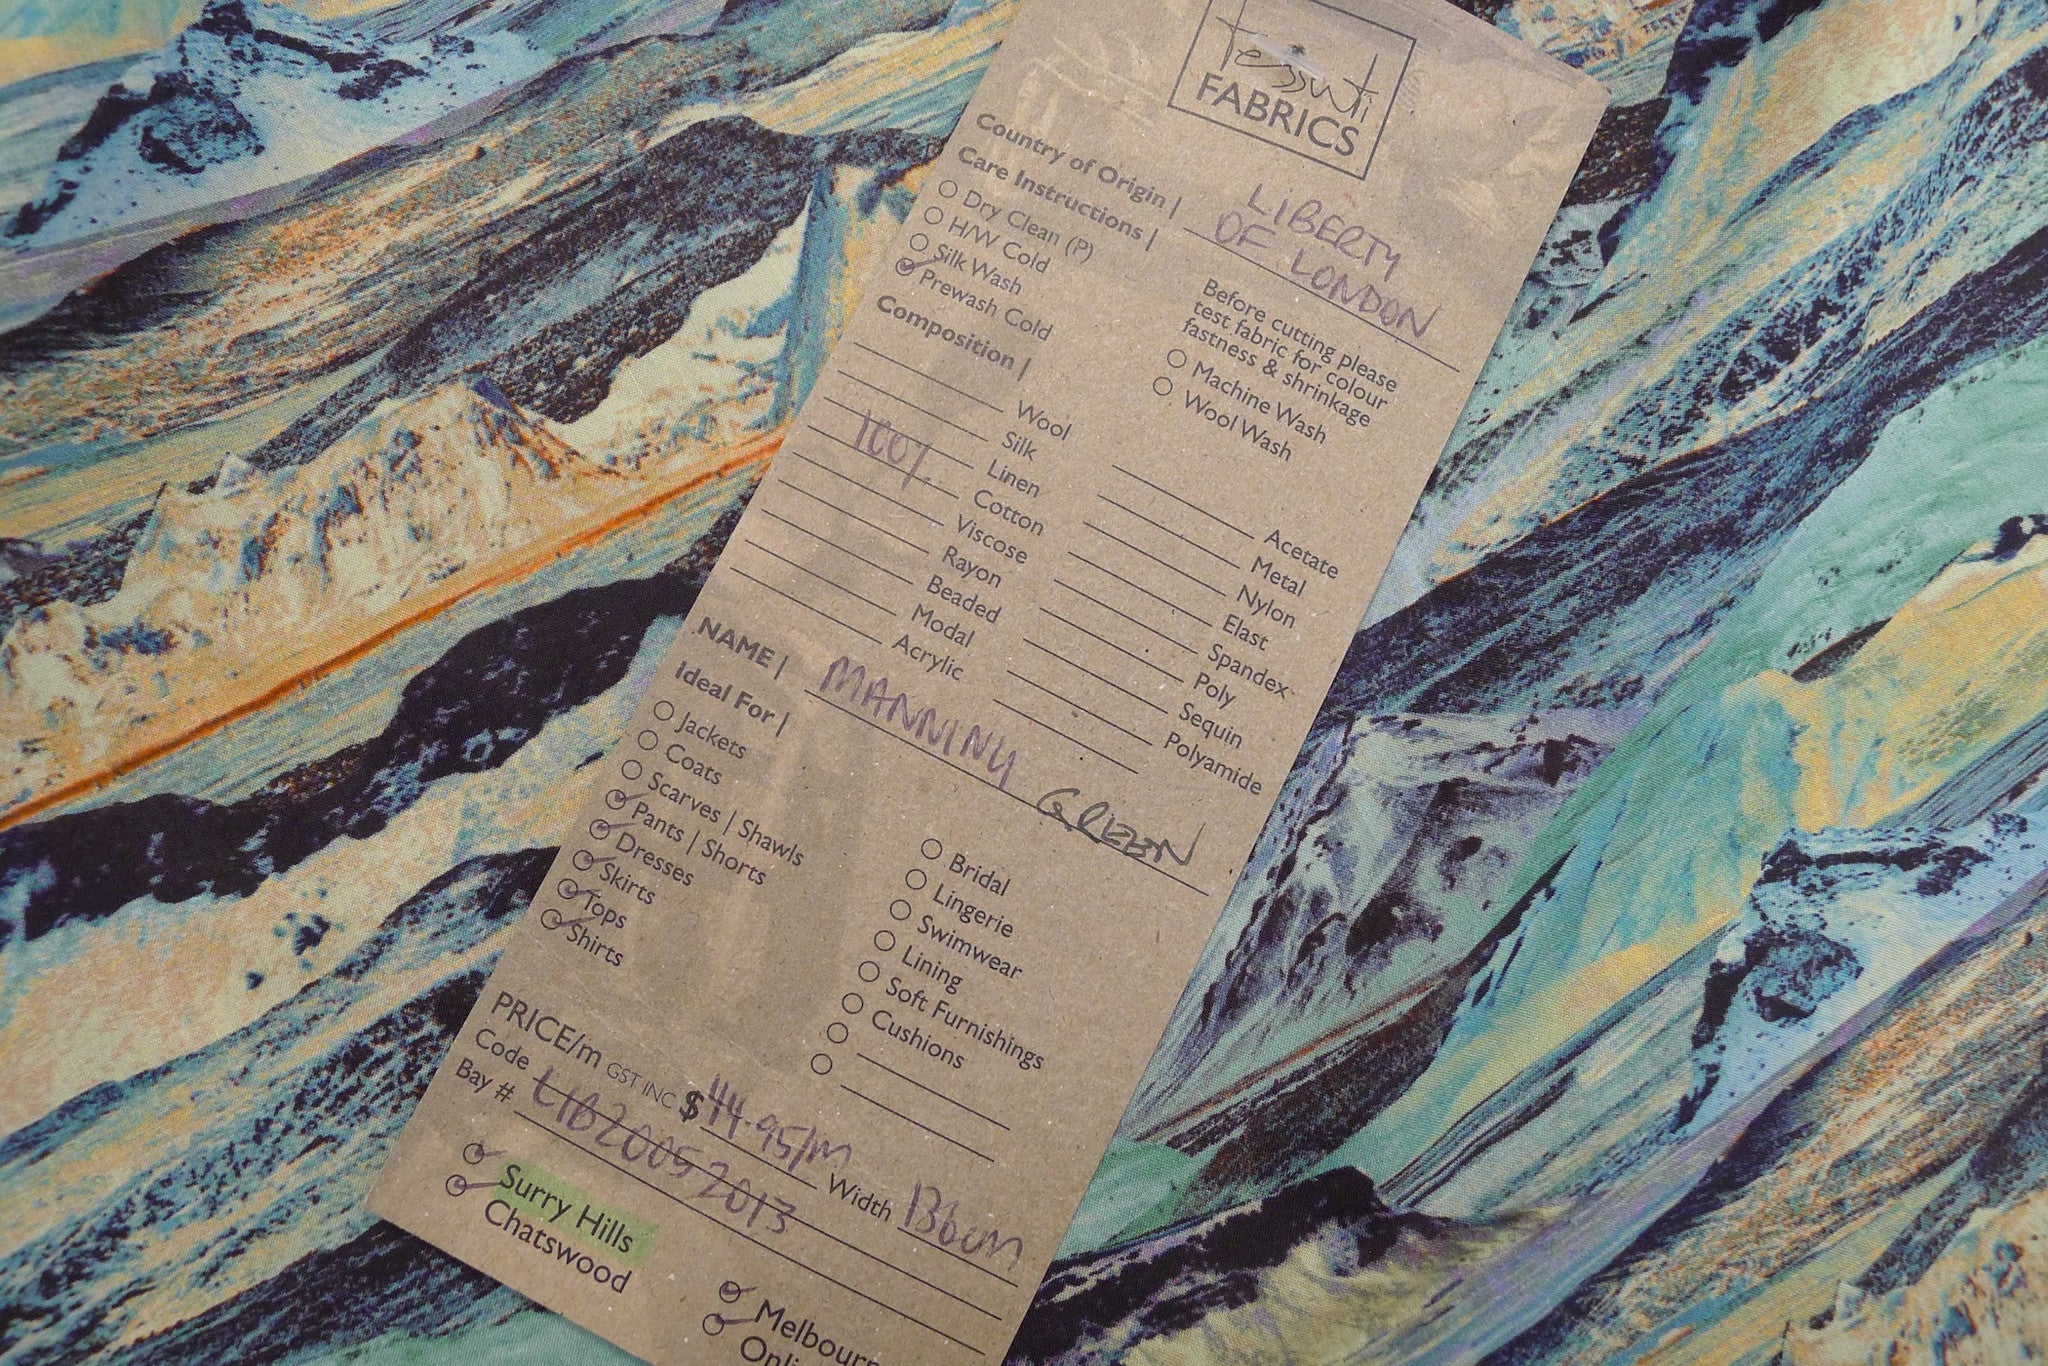 Tessuti
FABRICS
Country of Origin | LIBERTY
OF LONDON
Care Instructions |
Dry Clean (P)
H/W Cold
Silk Wash
Prewash Cold
Before cutting please
test fabric for colour
fastness & shrinkage
Machine Wash
Wool Wash
Composition |
Wool
Silk
Linen
100% Cotton
Viscose
Rayon
Beaded
Modal
Acrylic
Acetate
Metal
Nylon
Elast
Spandex
Poly
Sequin
Polyamide
NAME | MANNING GREEN
Ideal For |
Jackets
Coats
Scarves | Shawls
Pants | Shorts
Dresses
Skirts
Tops
Shirts
Bridal
Lingerie
Swimwear
Lining
Soft Furnishings
Cushions
PRICE/m GST INC $44.95/m Width 136cm
Code LIB20052013
Bay #
Surry Hills
Chatswood
Melbourn
Onli